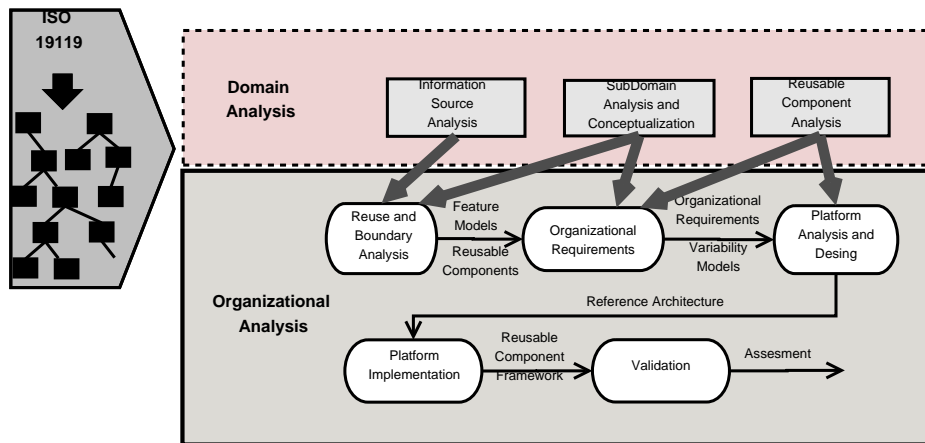 ISO
19119
Domain
Analysis
Information
Source
Analysis
SubDomain
Analysis and
Conceptualization
Reusable
Component
Analysis
Reuse and
Boundary
Analysis
Feature
Models
Reusable
Components
Organizational
Requirements
Organizational
Requirements
Variability
Models
Platform
Analysis and
Desing
Organizational
Analysis
Reference Architecture
Platform
Implementation
Reusable
Component
Framework
Validation
Assesment